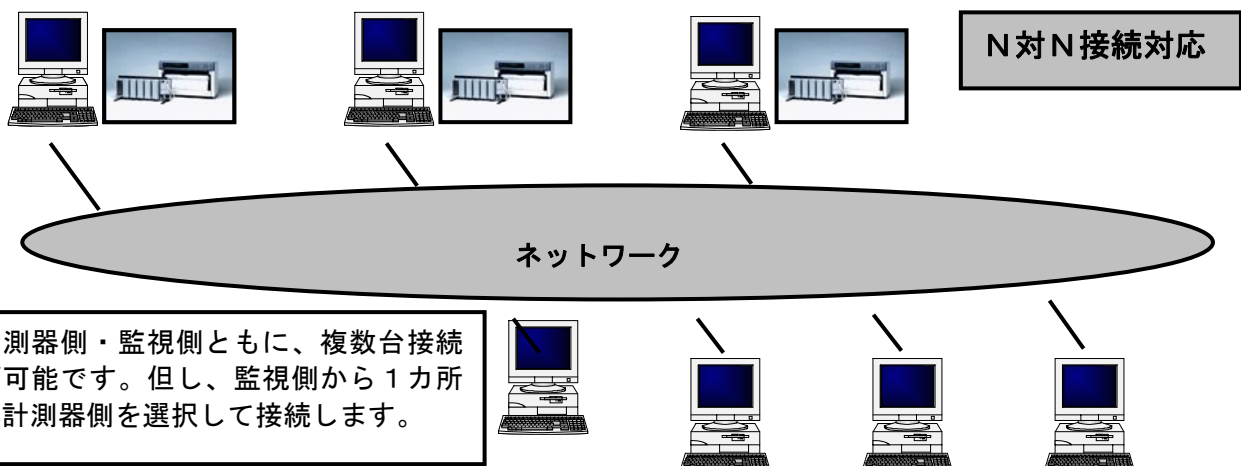 N対N接続対応
ネットワーク
測器側・監視側ともに、複数台接続
可能です。但し、監視側から１カ所
計測器側を選択して接続します。